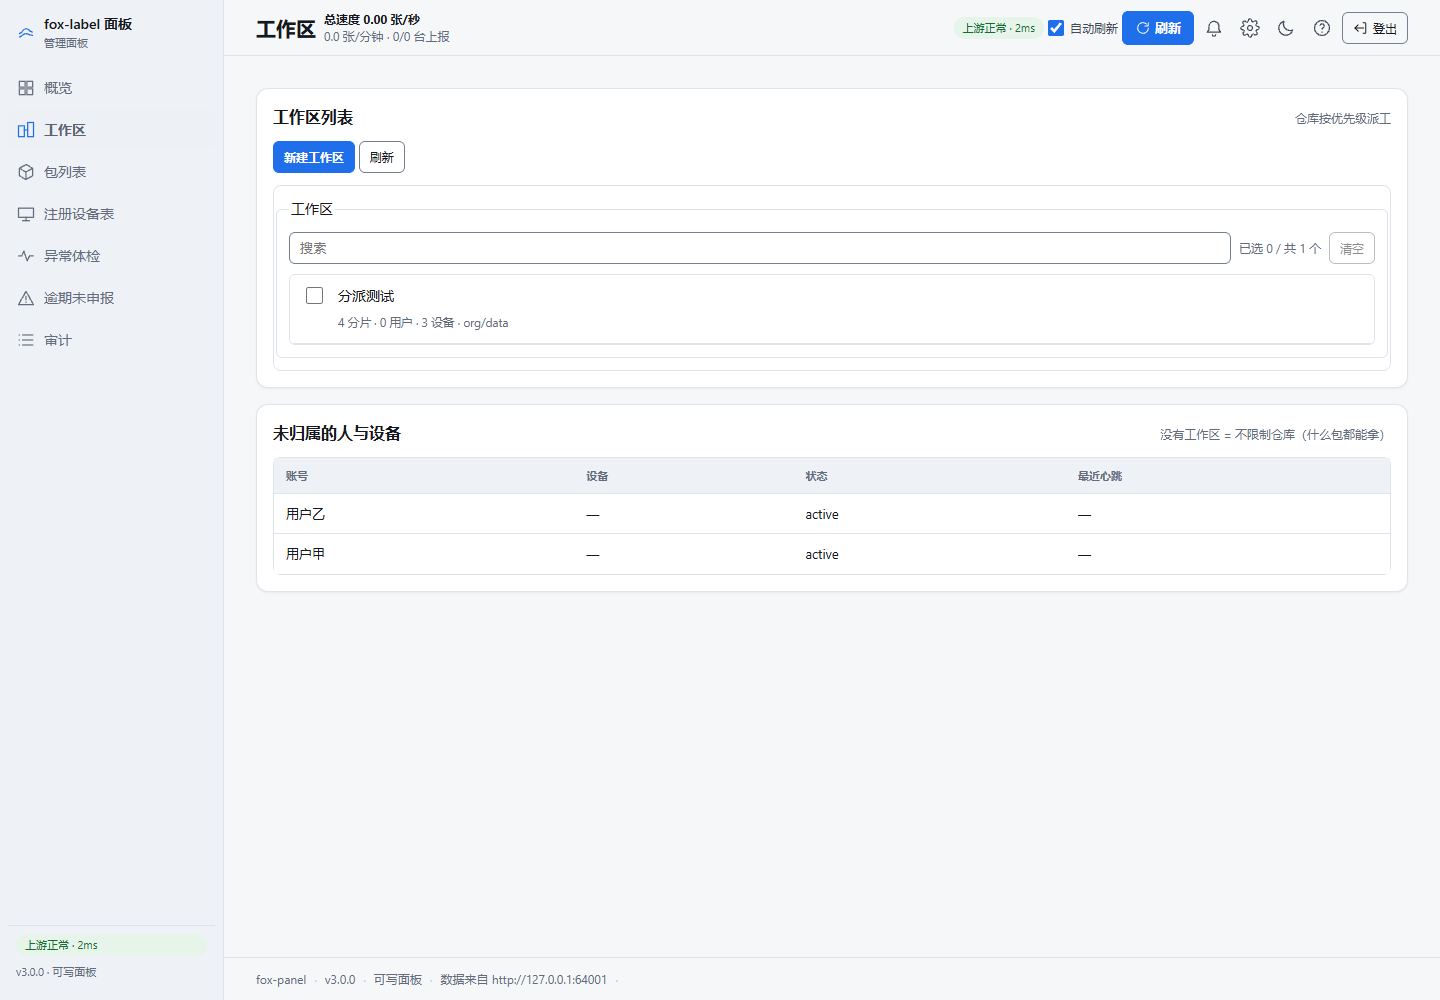 fox-label 面板
管理面板
概览
工作区
包列表
注册设备表
异常体检
逾期未申报
审计
上游正常 · 2ms
v3.0.0 · 可写面板
工作区
总速度 0.00 张/秒
0.0 张/分钟 · 0/0 台上报
上游正常 · 2ms
自动刷新
刷新
登出
工作区列表
仓库按优先级派工
新建工作区
刷新
工作区
搜索
已选 0 / 共 1 个
清空
分派测试
4 分片 · 0 用户 · 3 设备 · org/data
未归属的人与设备
没有工作区 = 不限制仓库（什么包都能拿）
账号 设备 状态 最近心跳
用户乙 — active —
用户甲 — active —
fox-panel · v3.0.0 · 可写面板 · 数据来自 http://127.0.0.1:64001 ·